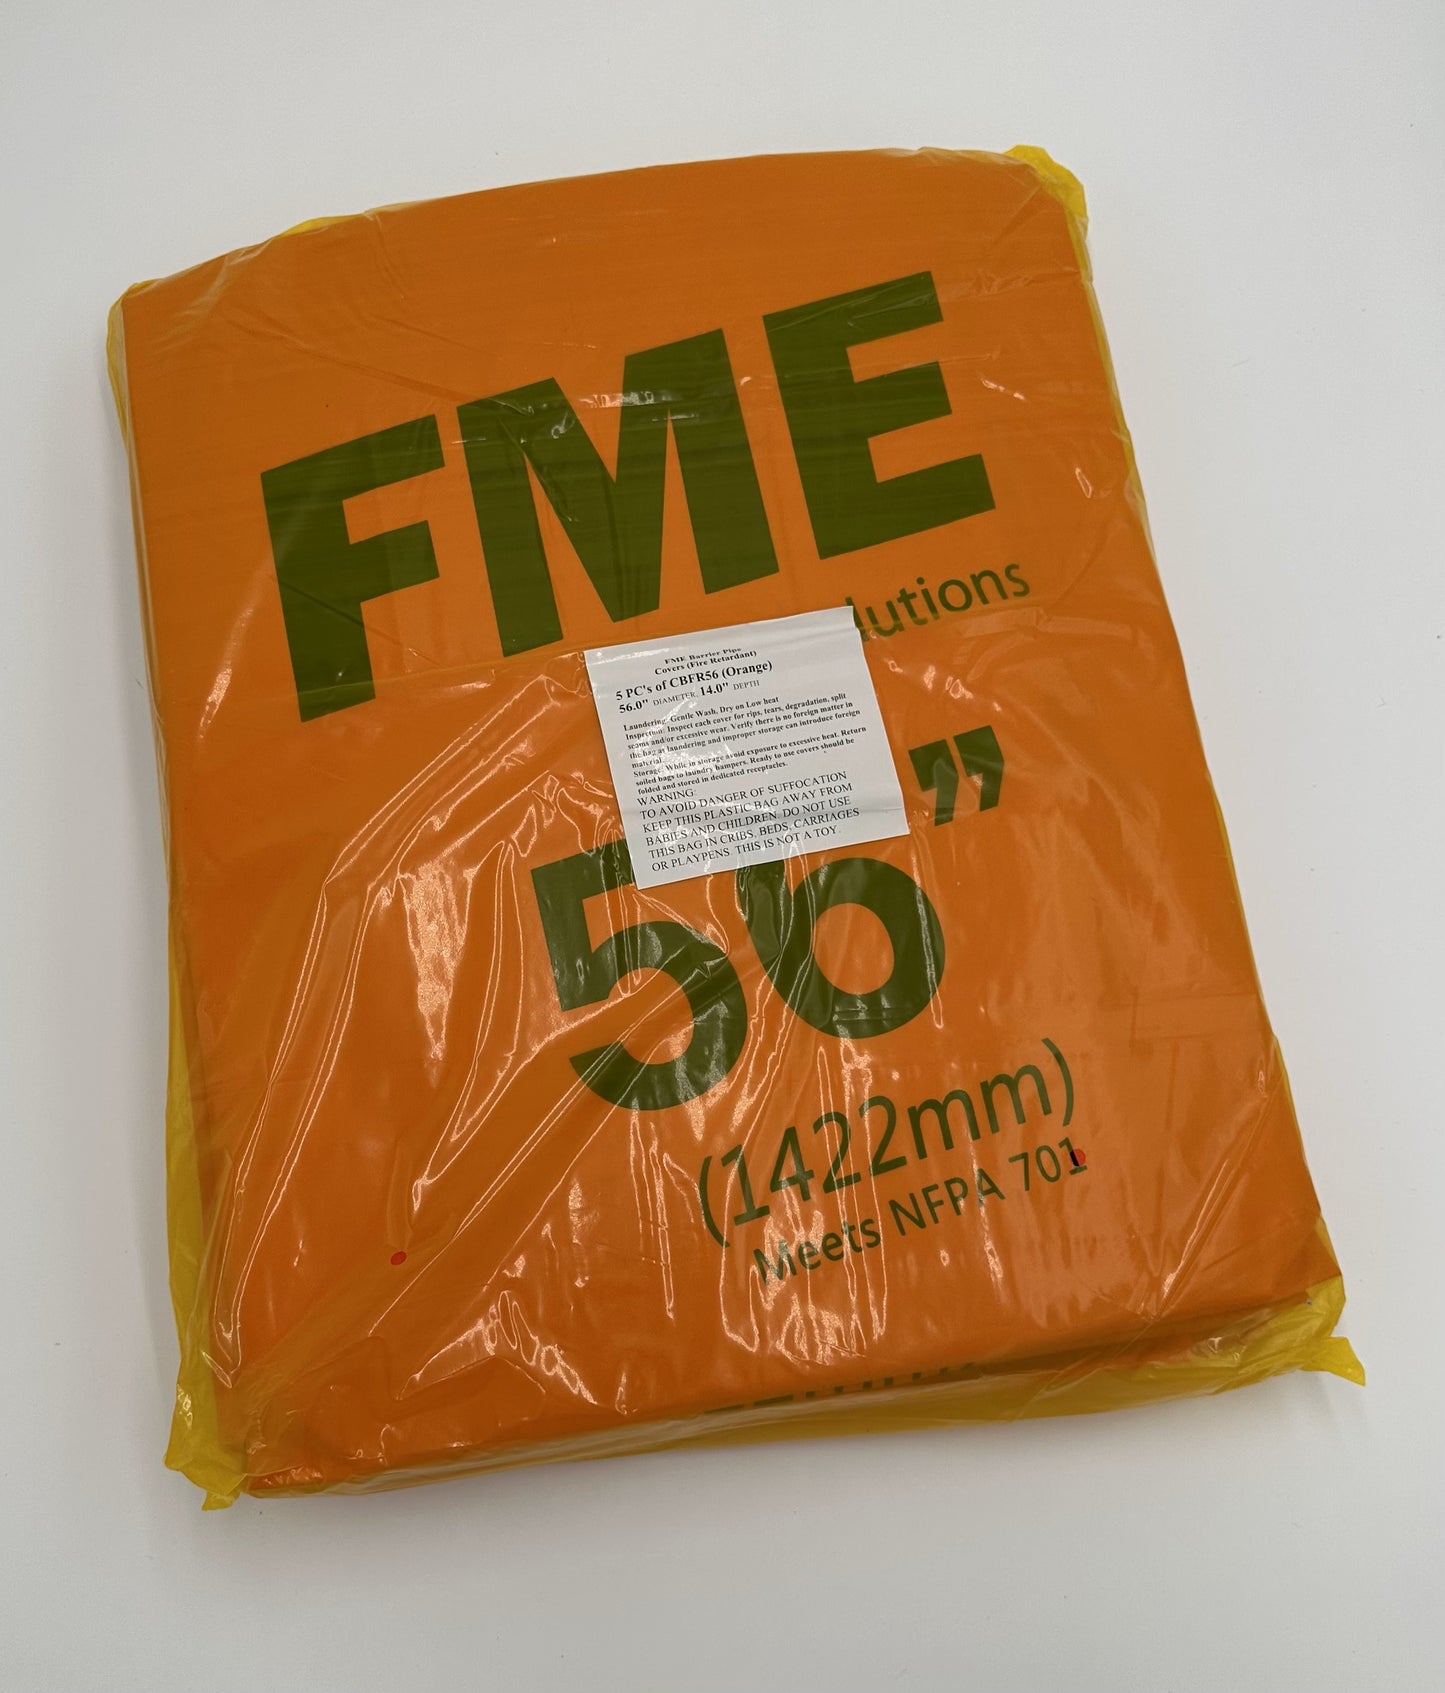 FME
lutions
FME Barrier Pipe
Covers (Fire Retardant)
5 PC's of CBFR56 (Orange)
56.0" DIAMETER, 14.0" DEPTH
Laundering: Gentle Wash, Dry on Low heat
Inspection: Inspect each cover for rips, tears, degradation, split
seams and/or excessive wear. Verify there is no foreign matter in
the bag as laundering and improper storage can introduce foreign
material.
Storage: While in storage avoid exposure to excessive heat. Return
soiled bags to laundry hampers. Ready to use covers should be
folded and stored in dedicated receptacles.
WARNING:
TO AVOID DANGER OF SUFFOCATION
KEEP THIS PLASTIC BAG AWAY FROM
BABIES AND CHILDREN. DO NOT USE
THIS BAG IN CRIBS, BEDS, CARRIAGES
OR PLAYPENS THIS IS NOT A TOY.
56”
(1422mm)
Meets NFPA 701